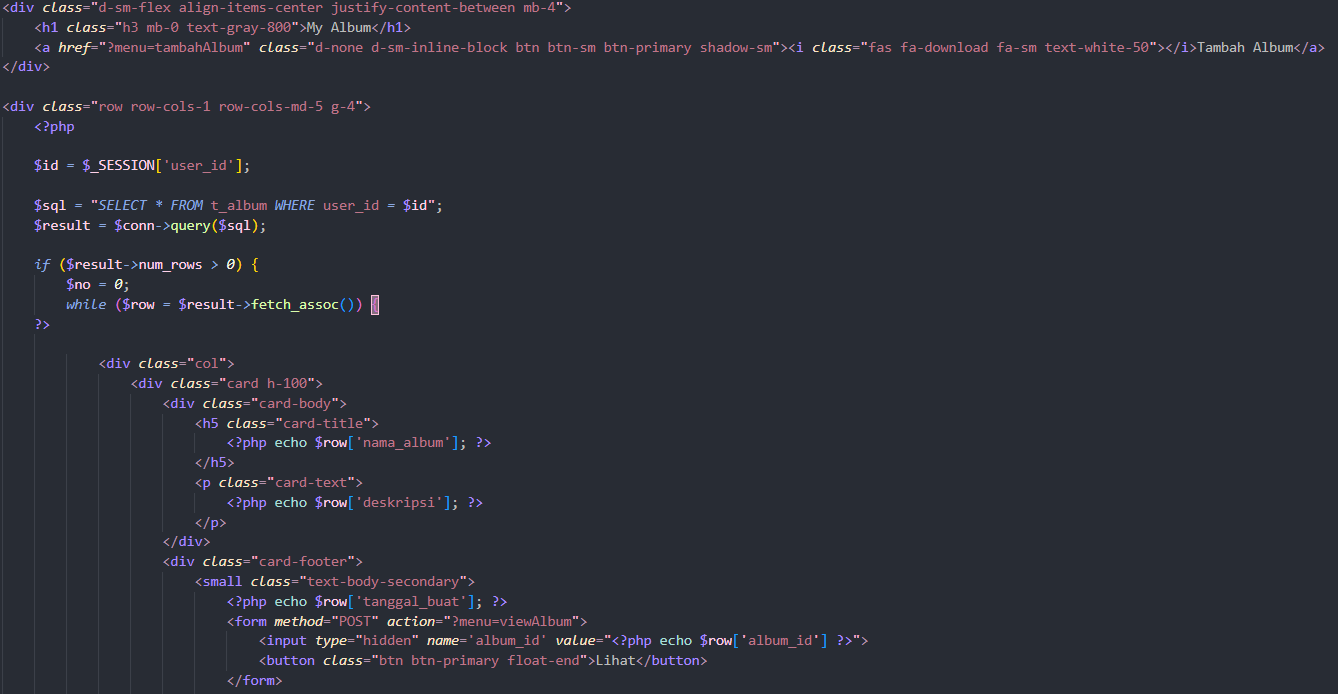 <div class="d-sm-flex align-items-center justify-content-between mb-4">
    <h1 class="h3 mb-0 text-gray-800">My Album</h1>
    <a href="?menu=tambahAlbum" class="d-none d-sm-inline-block btn btn-sm btn-primary shadow-sm"><i class="fas fa-download fa-sm text-white-50"></i>Tambah Album</a>
</div>

<div class="row row-cols-1 row-cols-md-5 g-4">
    <?php

    $id = $_SESSION['user_id'];

    $sql = "SELECT * FROM t_album WHERE user_id = $id";
    $result = $conn->query($sql);

    if ($result->num_rows > 0) {
        $no = 0;
        while ($row = $result->fetch_assoc()) {
    ?>

            <div class="col">
                <div class="card h-100">
                    <div class="card-body">
                        <h5 class="card-title">
                            <?php echo $row['nama_album']; ?>
                        </h5>
                        <p class="card-text">
                            <?php echo $row['deskripsi']; ?>
                        </p>
                    </div>
                    <div class="card-footer">
                        <small class="text-body-secondary">
                            <?php echo $row['tanggal_buat']; ?>
                            <form method="POST" action="?menu=viewAlbum">
                                <input type="hidden" name='album_id' value="<?php echo $row['album_id'] ?>">
                                <button class="btn btn-primary float-end">Lihat</button>
                            </form>